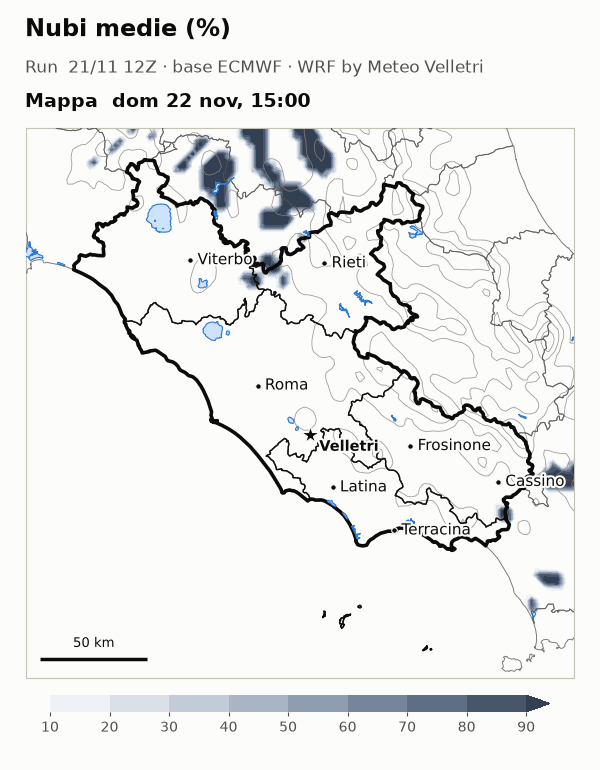 Nubi medie (%)
Run 21/11 12Z · base ECMWF · WRF by Meteo Velletri
Mappa dom 22 nov, 15:00
Viterbo
Rieti
Roma
Velletri
Frosinone
Latina
Cassino
Terracina
50 km
10 20 30 40 50 60 70 80 90